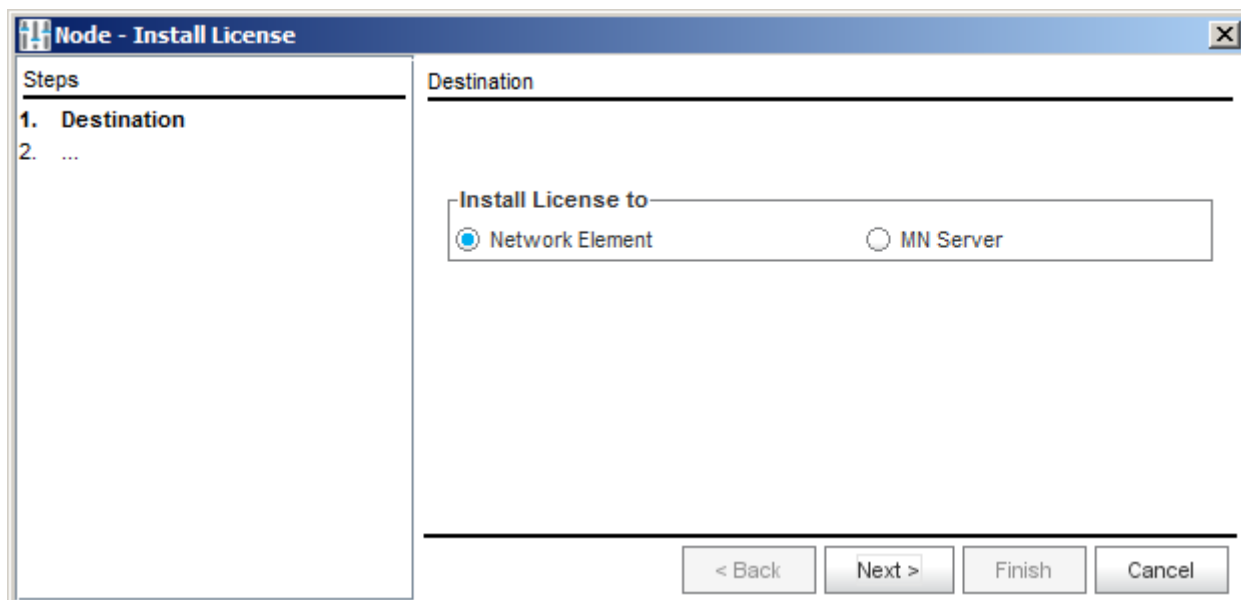 Node - Install License
Steps
1. Destination
2. ...
Destination
Install License to
Network Element MN Server
< Back Next > Finish Cancel